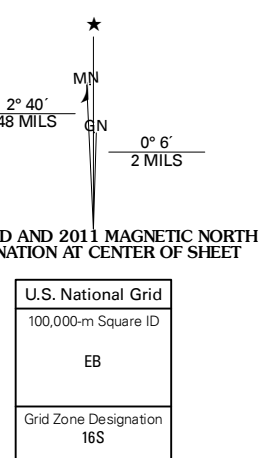 MN
2° 40´
48 MILS
GN
0° 6´
2 MILS
AND 2011 MAGNETIC NORTH
AT CENTER OF SHEET
U.S. National Grid
100,000-m Square ID
EB
Grid Zone Designation
16S